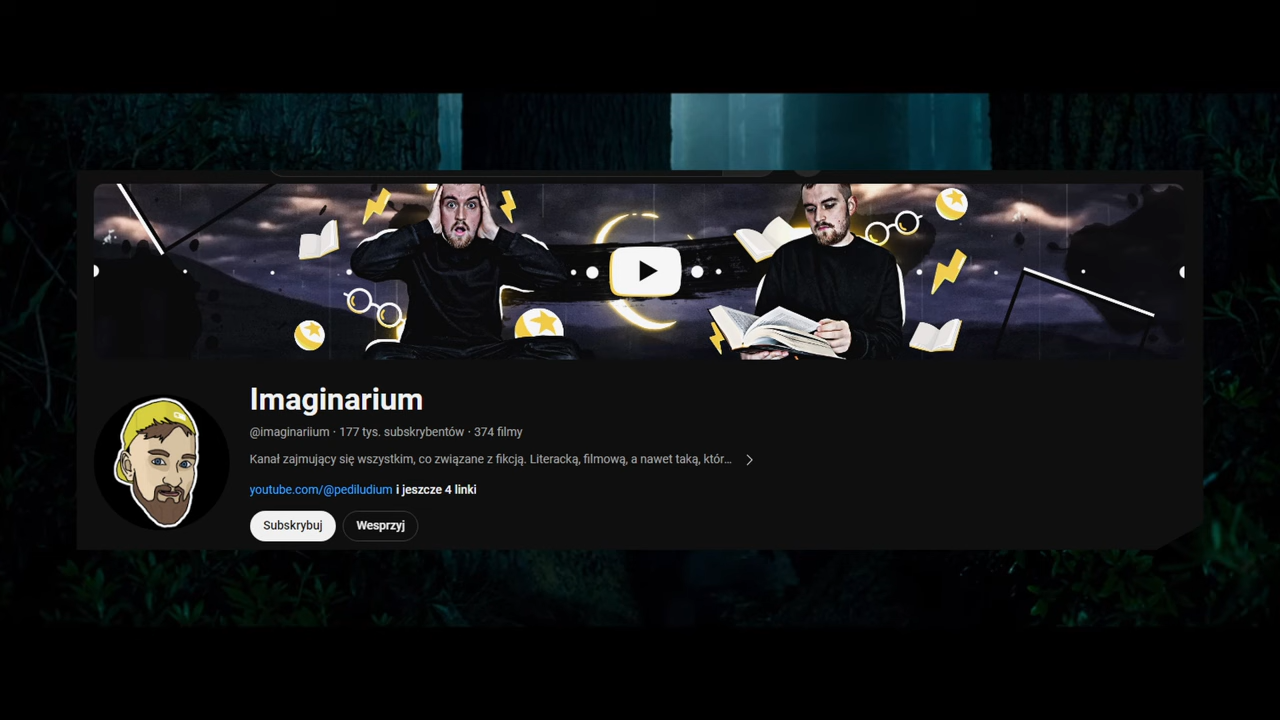 Imaginarium
@imaginariium · 177 tys. subskrybentów · 374 filmy
Kanał zajmujący się wszystkim, co związane z fikcją. Literacką, filmową, a nawet taką, któr...
youtube.com/@pediludium i jeszcze 4 linki
Subskrybuj Wesprzyj